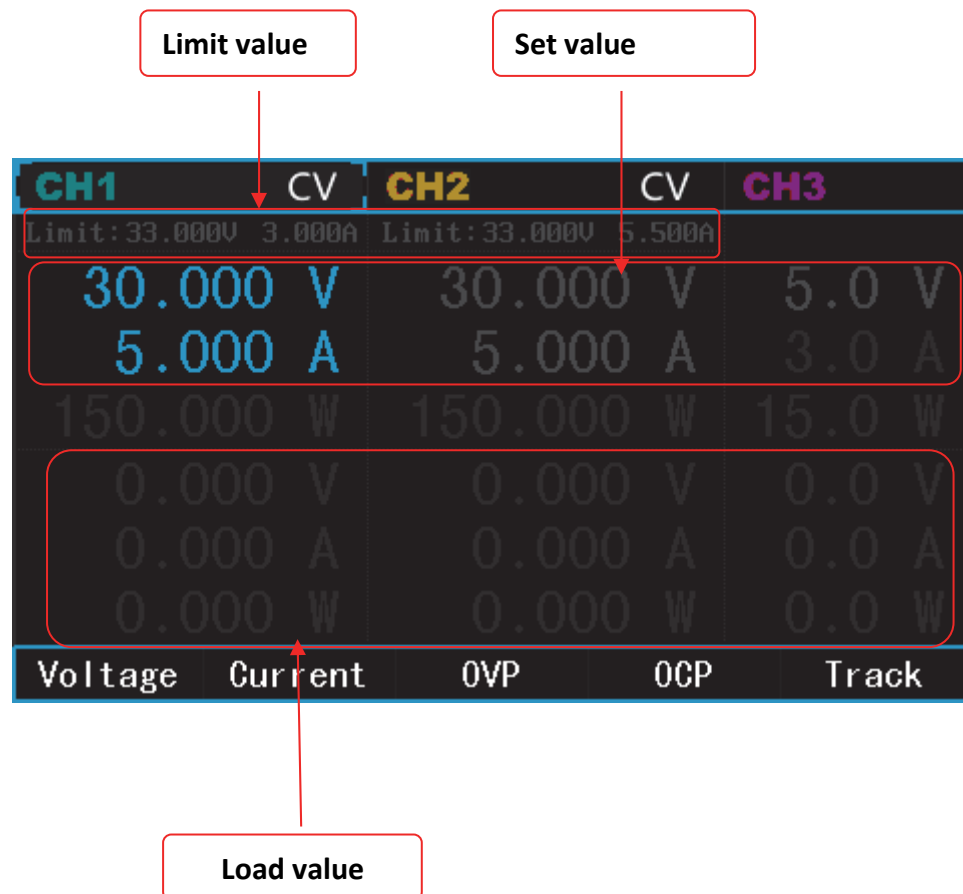 Limit value Set value
CH1 CV CH2 CV CH3
Limit:33.000V 3.000A Limit:33.000V 5.500A
30.000 V 30.000 V 5.0 V
5.000 A 5.000 A 3.0 A
150.000 W 150.000 W 15.0 W
0.000 V 0.000 V 0.0 V
0.000 A 0.000 A 0.0 A
0.000 W 0.000 W 0.0 W
Voltage Current OVP OCP Track
Load value